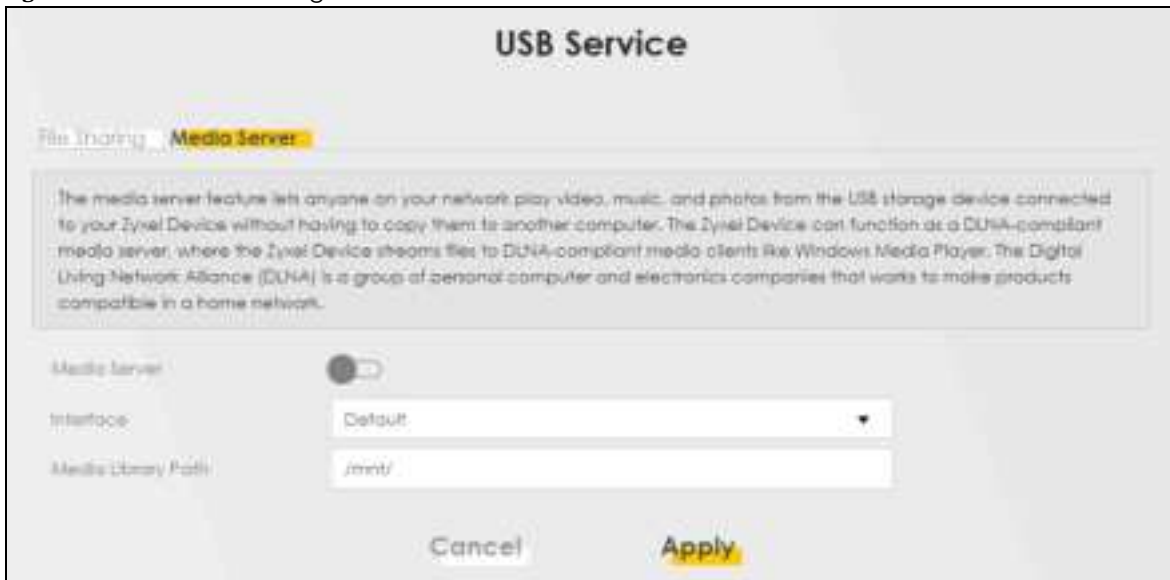 USB Service
File Sharing Media Server
The media server feature lets anyone on your network play video, music, and photos from the USB storage device connected
to your Zyxel Device without having to copy them to another computer. The Zyxel Device can function as a DLNA-compliant
media server, where the Zyxel Device streams files to DLNA-compliant media clients like Windows Media Player. The Digital
Living Network Alliance (DLNA) is a group of personal computer and electronics companies that works to make products
compatible in a home network.
Media Server
Interface Default
Media Library Path /mnt/
Cancel Apply